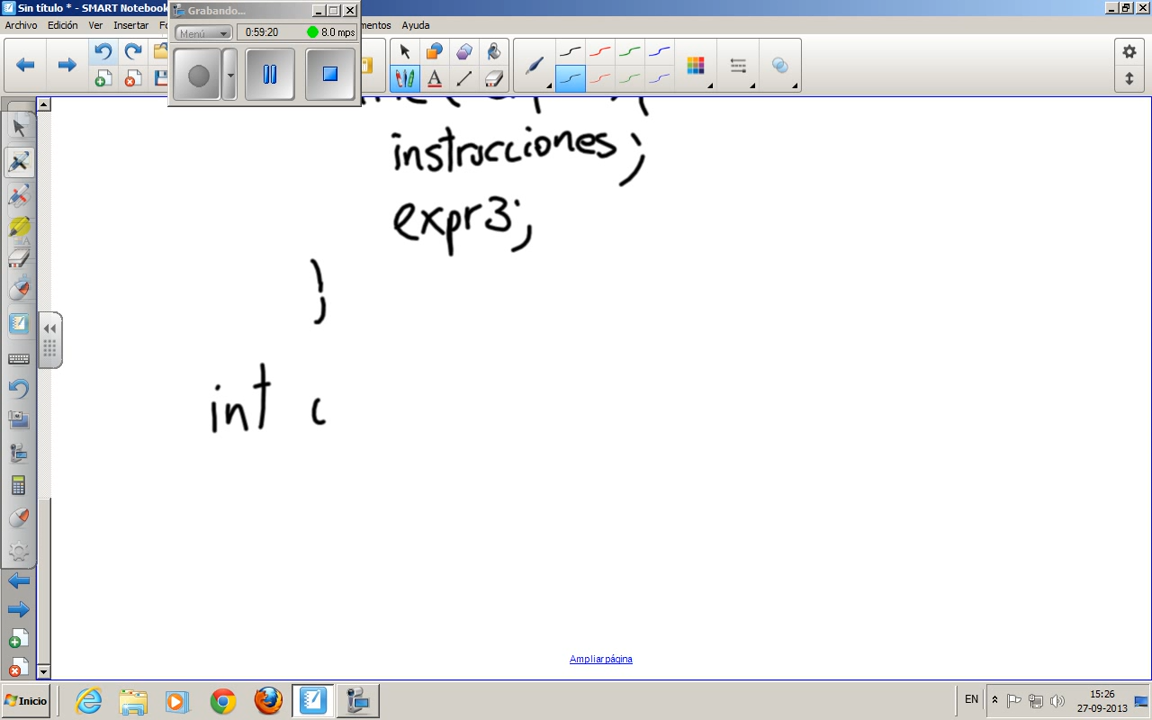 Sin título * - SMART Notebook
Grabando...
Archivo Edición Ver Insertar
Menú 0:59:20 8.0 mps
Ayuda
instrucciones;
expr3;
}
int c
Ampliar página
Inicio
EN
15:26
27-09-2013